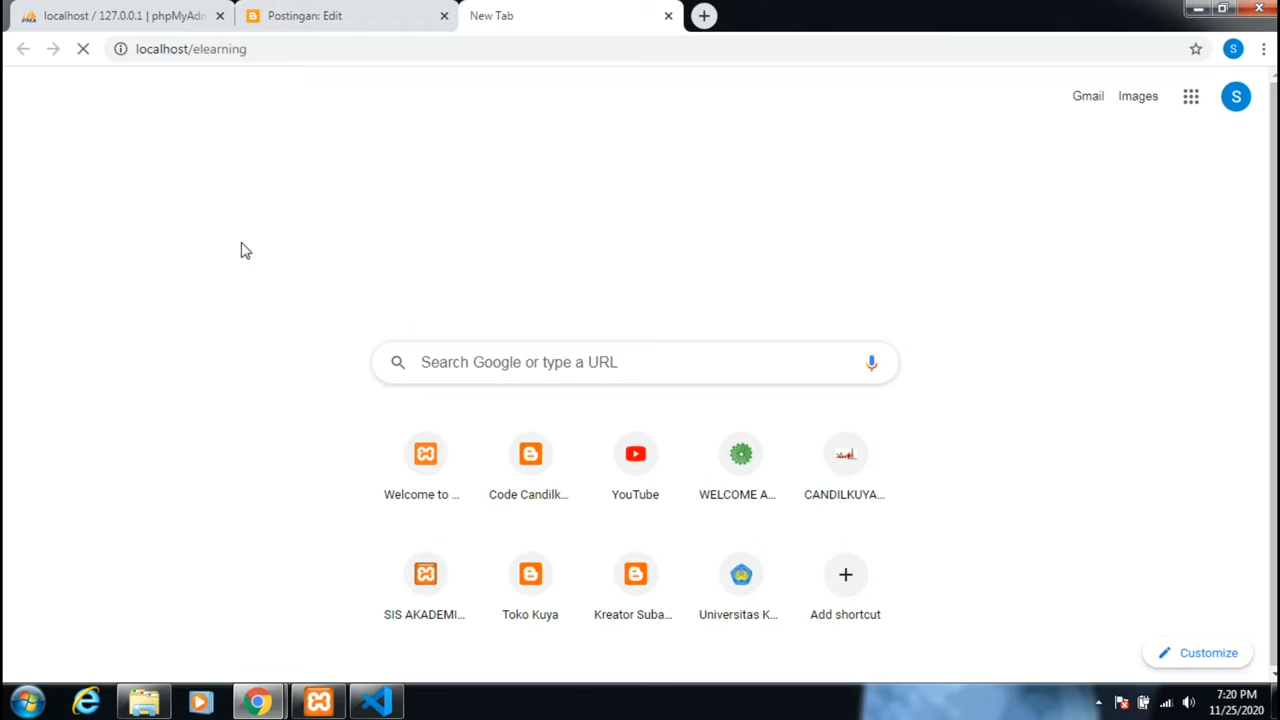 localhost / 127.0.0.1 | phpMyAdn
Postingan: Edit
New Tab
localhost/elearning
S
Gmail
Images
S
Search Google or type a URL
Welcome to ...
Code Candilk...
YouTube
WELCOME A...
CANDILKUYA...
SIS AKADEMI...
Toko Kuya
Kreator Suba...
Universitas K...
Add shortcut
Customize
7:20 PM
11/25/2020